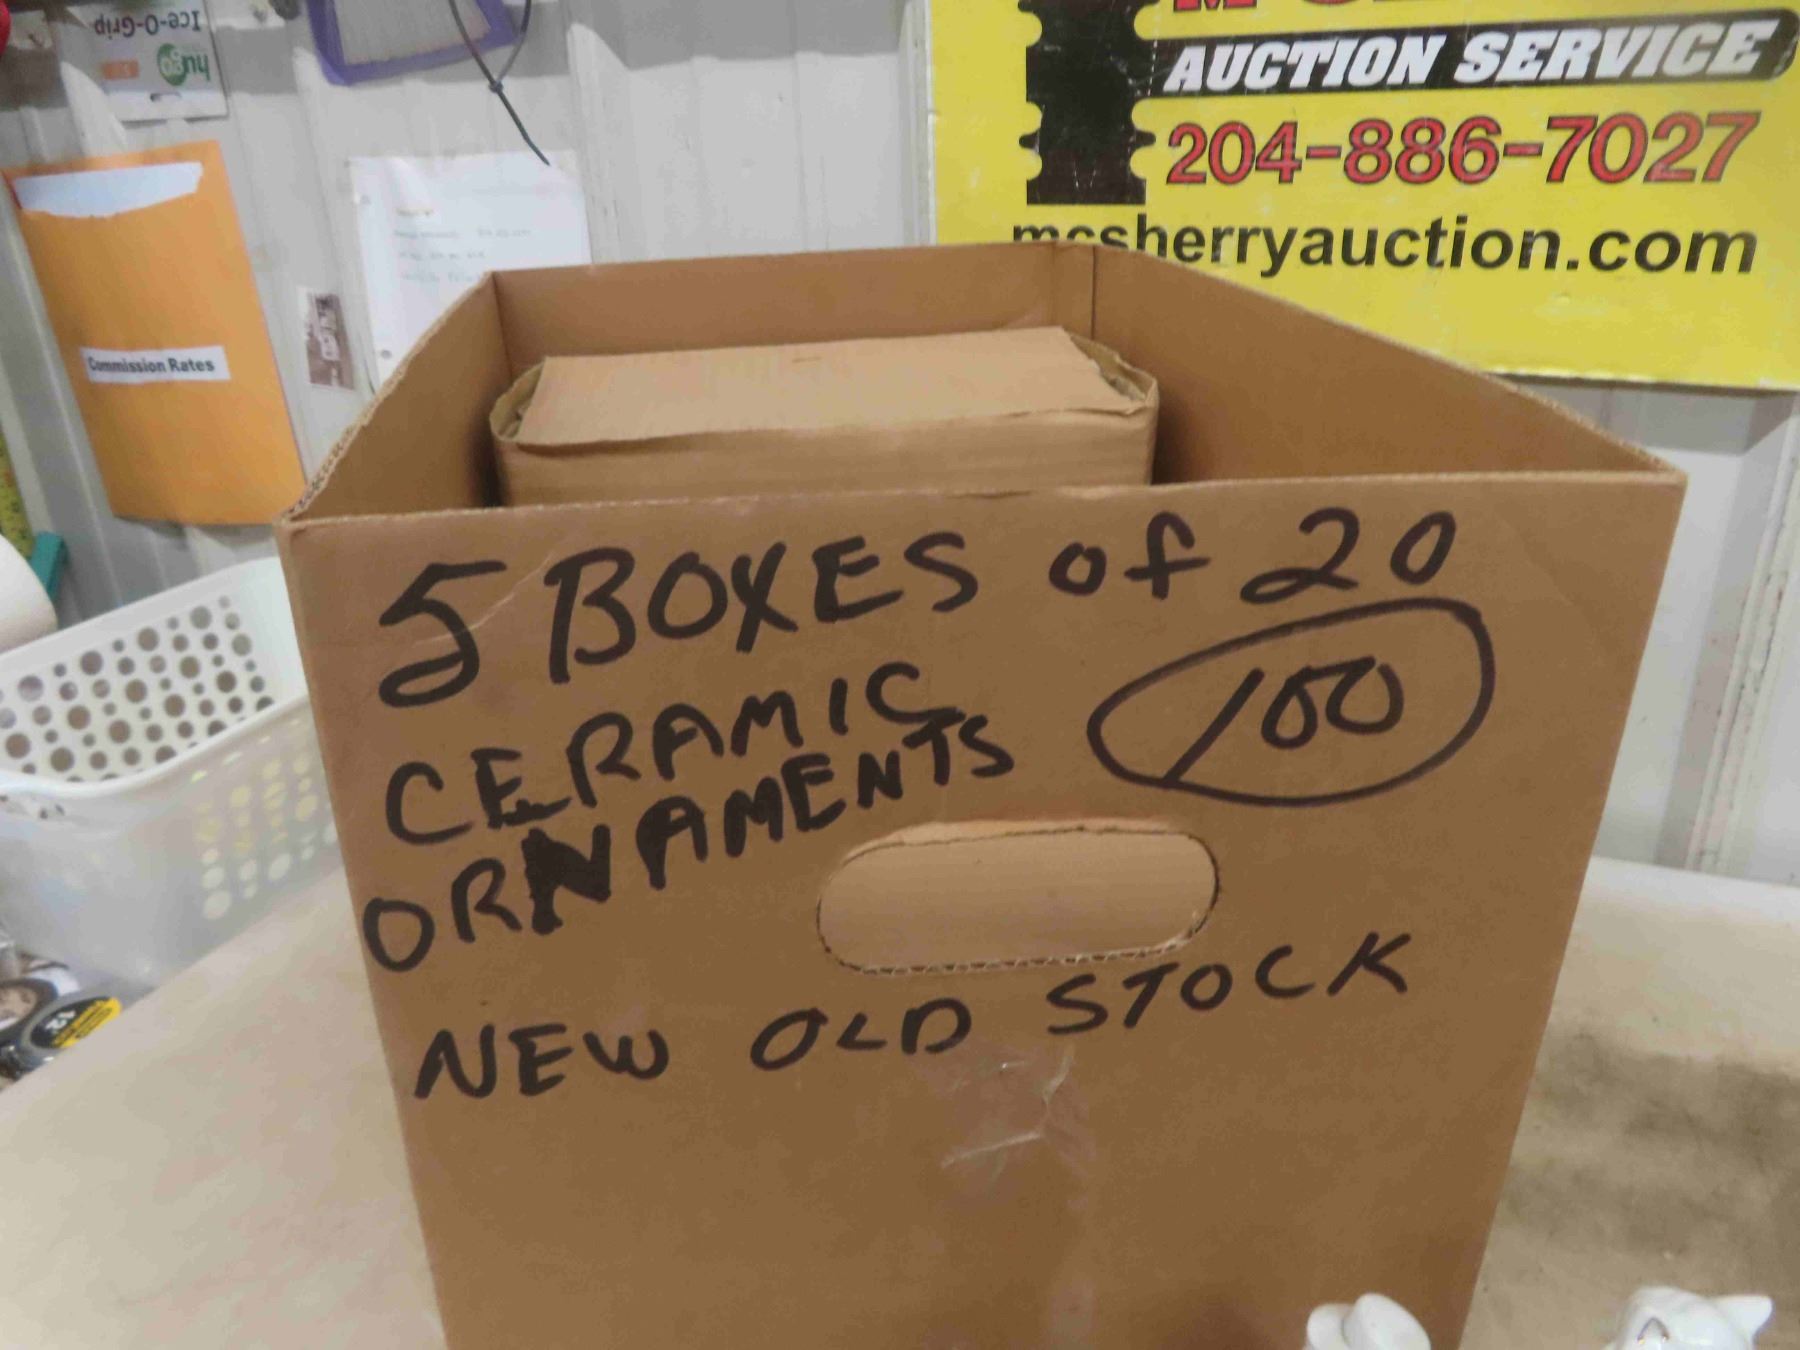 Ice-O-Grip
AUCTION SERVICE
204-886-7027
mcsherryauction.com
Commission Rates
5 BOXES of 20
CERAMIC
ORNAMENTS
100
NEW OLD STOCK
12